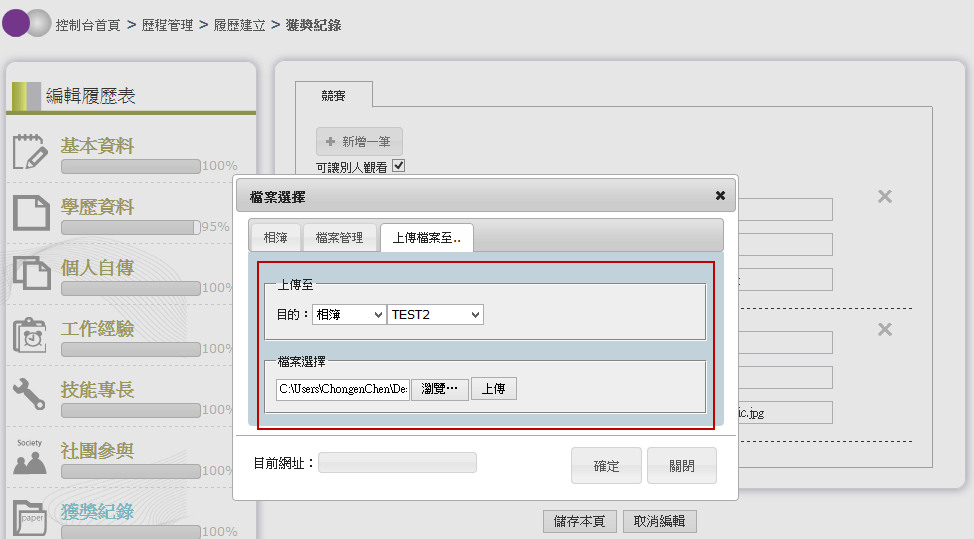 控制台首頁 > 歷程管理 > 履歷建立 > 獲獎紀錄
編輯履歷表
基本資料
100%
學歷資料
95%
個人自傳
100%
工作經驗
100%
技能專長
100%
Society
社團參與
100%
paper
獲獎紀錄
100%
競賽
+ 新增一筆
可讓別人觀看
檔案選擇
相簿 檔案管理 上傳檔案至..
上傳至
目的： 相簿 TEST2
檔案選擇
C:\Users\ChongenChen\De: 瀏覽… 上傳
ic.jpg
目前網址： 確定 關閉
儲存本頁 取消編輯